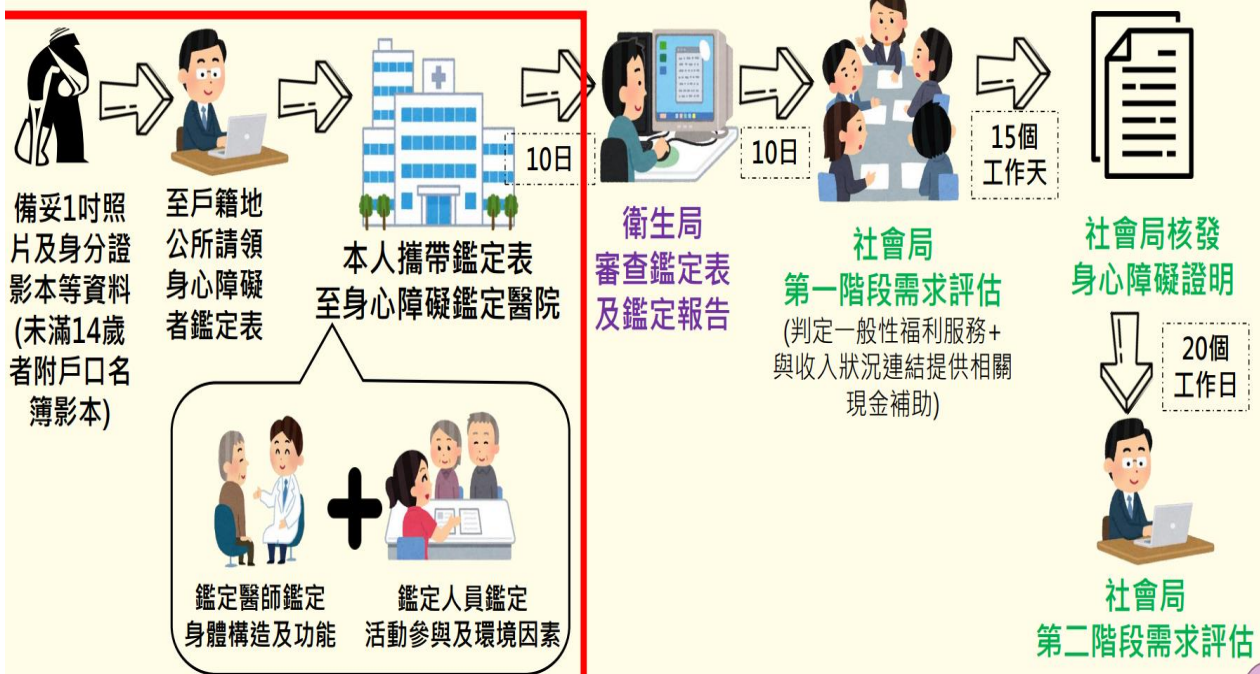 備妥1吋照
片及身分證
影本等資料
(未滿14歲
者附戶口名
簿影本)
至戶籍地
公所請領
身心障礙
者鑑定表
本人攜帶鑑定表
至身心障礙鑑定醫院
鑑定醫師鑑定
身體構造及功能
鑑定人員鑑定
活動參與及環境因素
10日
衛生局
審查鑑定表
及鑑定報告
10日
社會局
第一階段需求評估
(判定一般性福利服務+
與收入狀況連結提供相關
現金補助)
15個
工作天
社會局核發
身心障礙證明
20個
工作日
社會局
第二階段需求評估